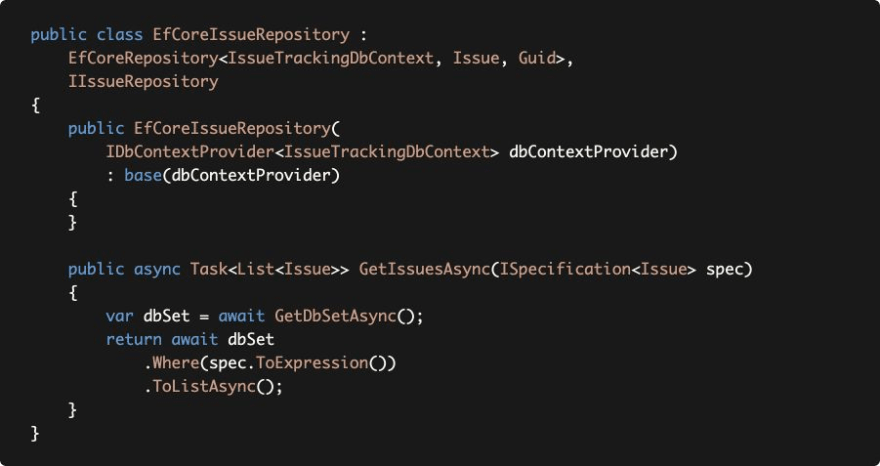 public class EfCoreIssueRepository :
    EfCoreRepository<IssueTrackingDbContext, Issue, Guid>,
    IIssueRepository
{
    public EfCoreIssueRepository(
        IDbContextProvider<IssueTrackingDbContext> dbContextProvider)
        : base(dbContextProvider)
    {
    }

    public async Task<List<Issue>> GetIssuesAsync(ISpecification<Issue> spec)
    {
        var dbSet = await GetDbSetAsync();
        return await dbSet
            .Where(spec.ToExpression())
            .ToListAsync();
    }
}